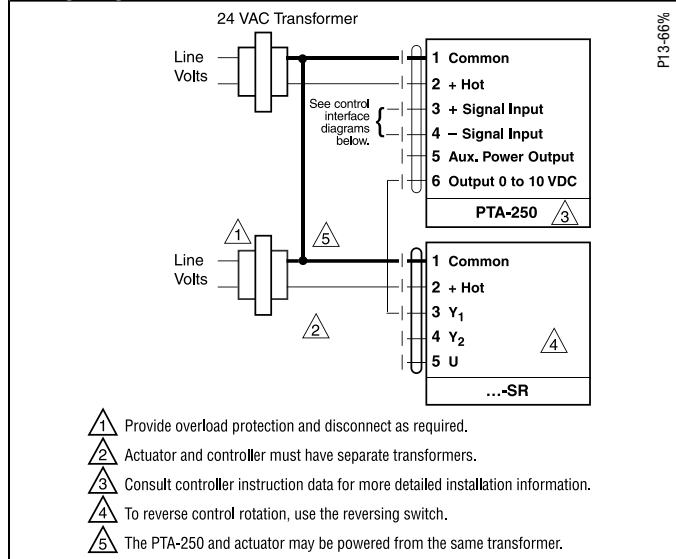 24 VAC Transformer
P13-66%
Line
Volts
1 Common
2 + Hot
See control
interface
diagrams
below.
{
3 + Signal Input
4 – Signal Input
5 Aux. Power Output
6 Output 0 to 10 VDC
PTA-250
3
1
5
Line
Volts
2
1 Common
2 + Hot
3 Y₁
4 Y₂
5 U
4
...-SR
1 Provide overload protection and disconnect as required.
2 Actuator and controller must have separate transformers.
3 Consult controller instruction data for more detailed installation information.
4 To reverse control rotation, use the reversing switch.
5 The PTA-250 and actuator may be powered from the same transformer.